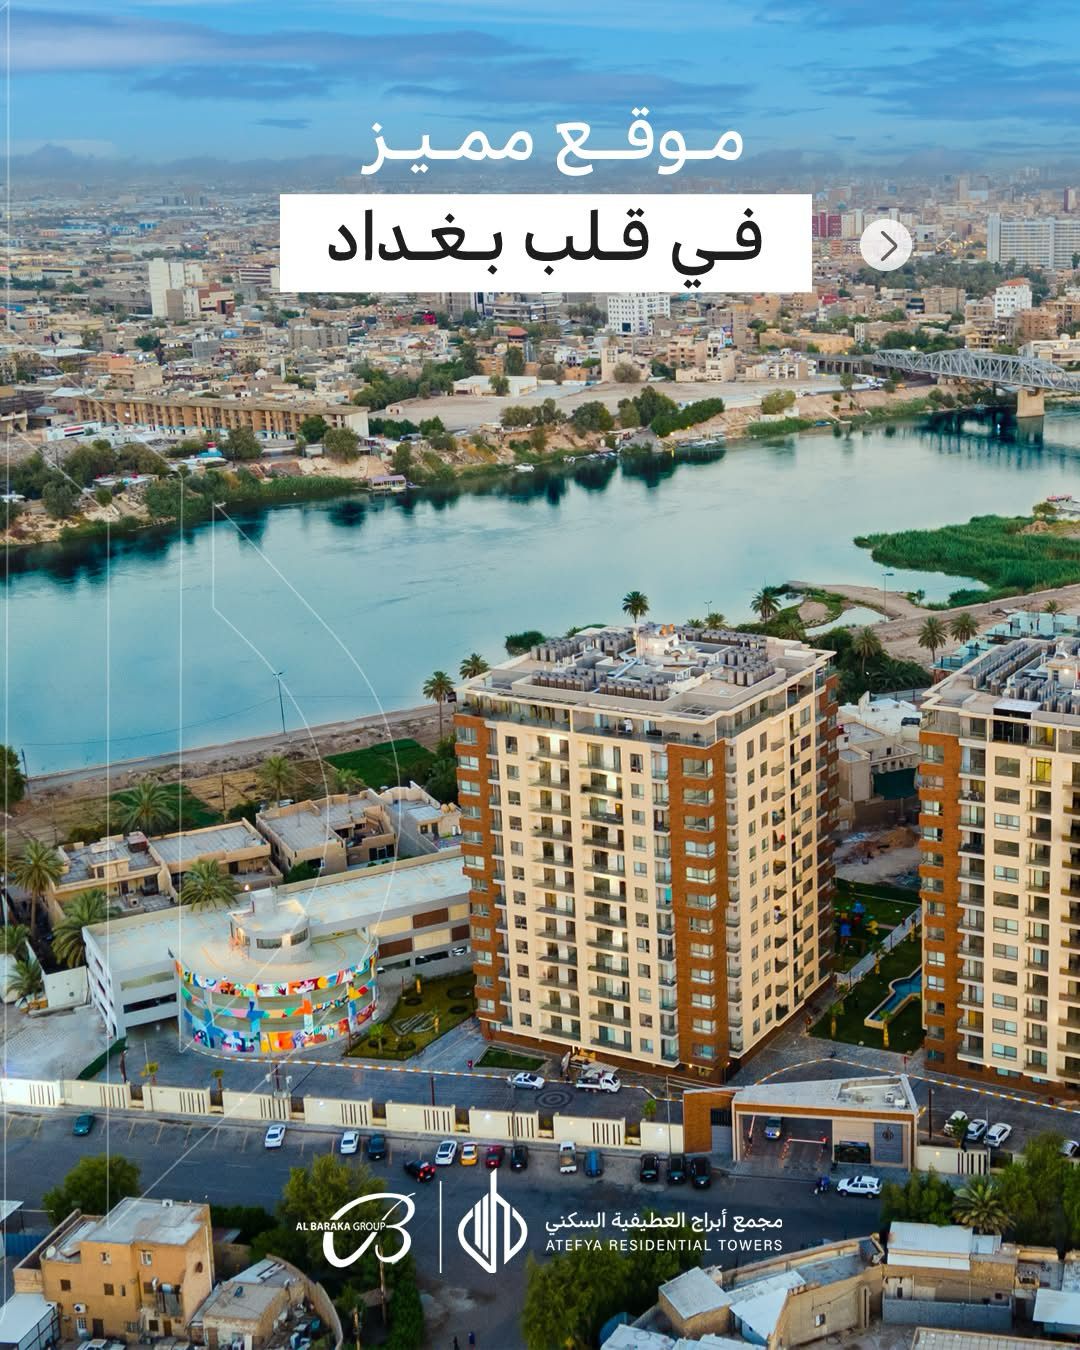 موقع مميز
في قلب بغداد
AL BARAKA GROUP
مجمع أبراج العطيفية السكني
ATEFYA RESIDENTIAL TOWERS